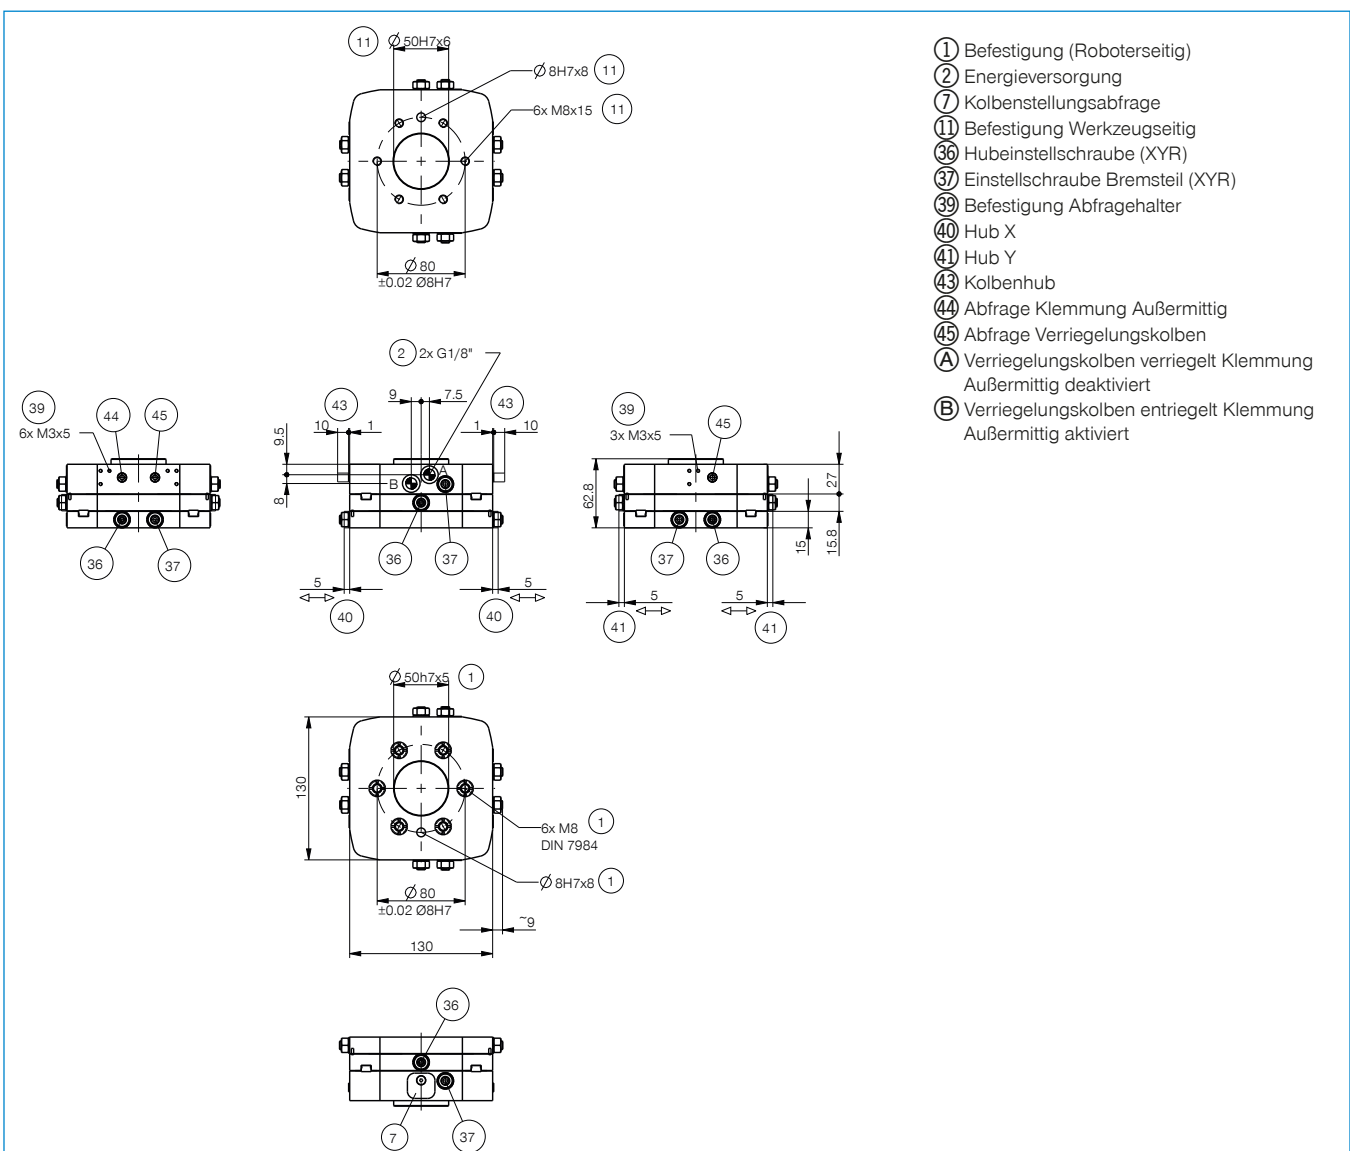 11 Ø 50H7x6
Ø 8H7x8 11
6x M8x15 11
Ø 80
±0.02 Ø8H7
1 Befestigung (Roboterseitig)
2 Energieversorgung
7 Kolbenstellungsabfrage
11 Befestigung Werkzeugseitig
36 Hubeinstellschraube (XYR)
37 Einstellschraube Bremsteil (XYR)
39 Befestigung Abfragehalter
40 Hub X
41 Hub Y
43 Kolbenhub
44 Abfrage Klemmung Außermittig
45 Abfrage Verriegelungskolben
A Verriegelungskolben verriegelt Klemmung
Außermittig deaktiviert
B Verriegelungskolben entriegelt Klemmung
Außermittig aktiviert
39
6x M3x5
44
45
36
37
2 2x G1/8"
43
9
7.5
43
10
1
1
10
9.5
8
A
B
36
37
5
5
40
40
39
3x M3x5
45
62.8
27
15
15.8
37
36
5
5
41
41
Ø 50h7x5 1
130
6x M8 1
DIN 7984
Ø 8H7x8 1
Ø 80
±0.02 Ø8H7
~9
130
36
7
37